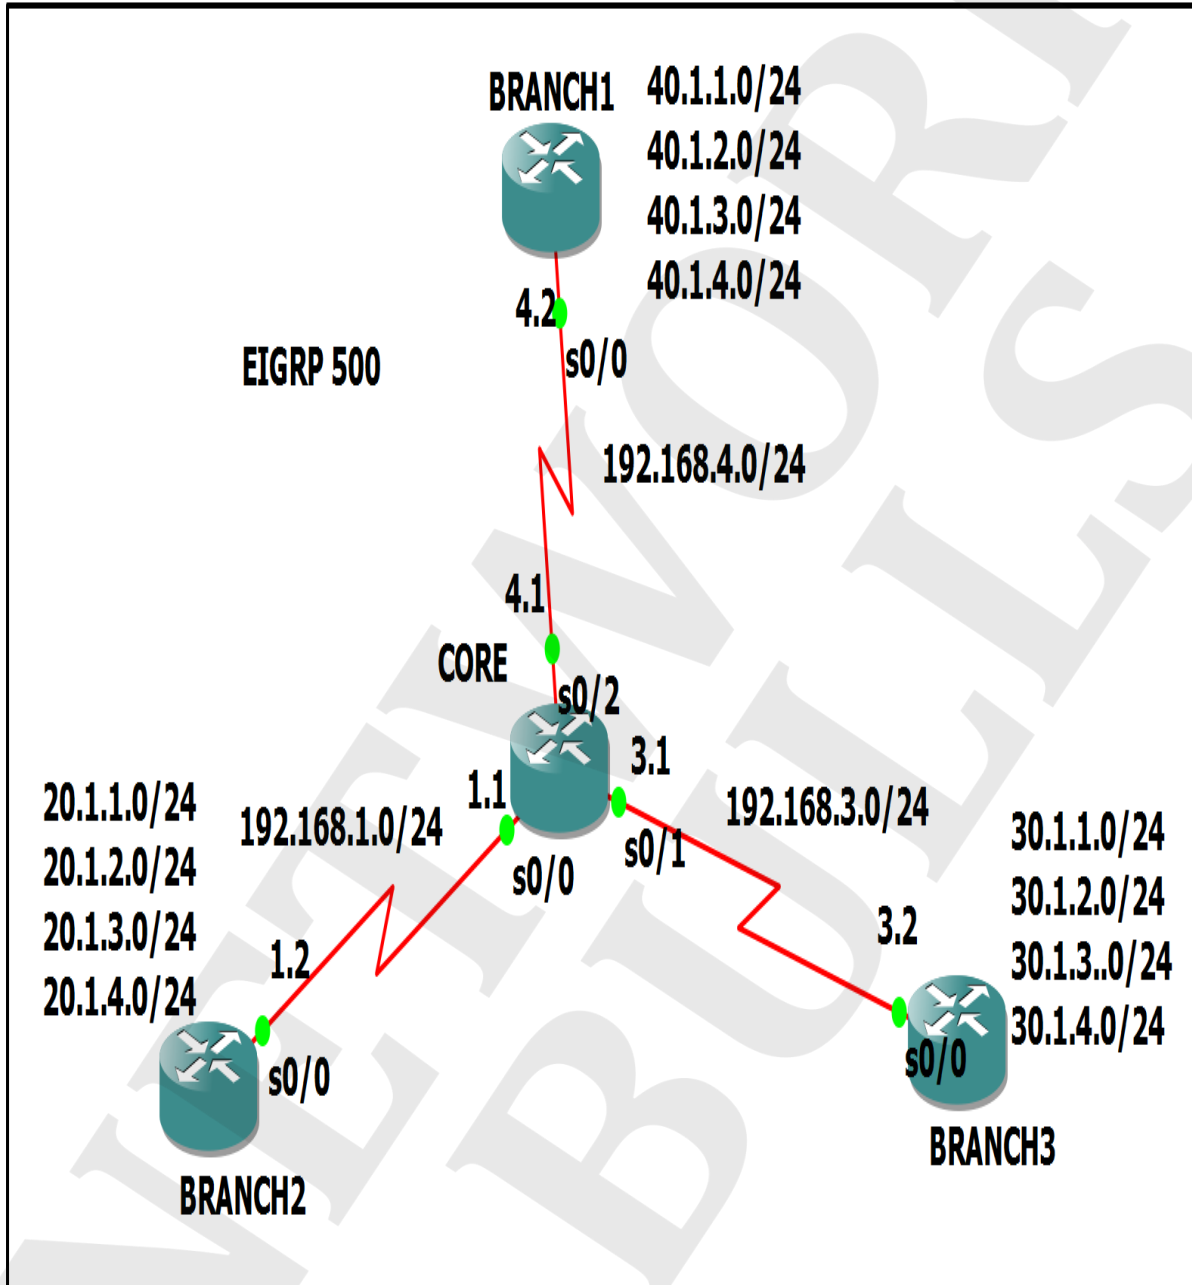 BRANCH1
40.1.1.0/24
40.1.2.0/24
40.1.3.0/24
40.1.4.0/24
4.2
s0/0
EIGRP 500
192.168.4.0/24
4.1
CORE
s0/2
3.1
1.1
192.168.3.0/24
s0/1
s0/0
192.168.1.0/24
20.1.1.0/24
20.1.2.0/24
20.1.3.0/24
20.1.4.0/24
1.2
s0/0
BRANCH2
30.1.1.0/24
30.1.2.0/24
30.1.3..0/24
30.1.4.0/24
3.2
s0/0
BRANCH3
NETWORK
BULLS